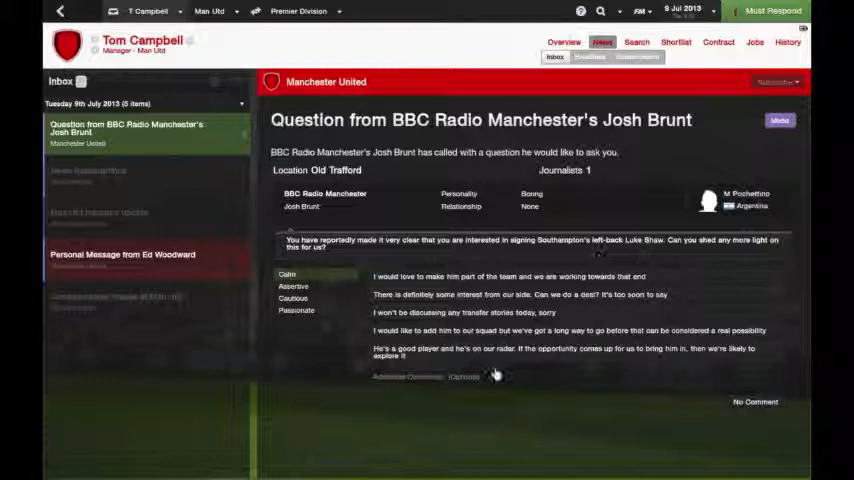 T Campbell
Man Utd
Premier Division
FM
9 Jul 2013
Must Respond
Tom Campbell
Manager - Man Utd
Overview
News
Search
Shortlist
Contract
Jobs
History
Inbox
Inbox
Manchester United
Tuesday 9th July 2013 (5 items)
Question from BBC Radio Manchester's
Josh Brunt
Manchester United
Personal Message from Ed Woodward
Question from BBC Radio Manchester's Josh Brunt
Media
BBC Radio Manchester's Josh Brunt has called with a question he would like to ask you.
Location Old Trafford
Journalists 1
BBC Radio Manchester
Personality
Boring
M Pochettino
Josh Brunt
Relationship
None
Argentina
You have reportedly made it very clear that you are interested in signing Southampton's left-back Luke Shaw. Can you shed any more light on
this for us?
Calm
Assertive
Cautious
Passionate
I would love to make him part of the team and we are working towards that end
There is definitely some interest from our side. Can we do a deal? It's too soon to say
I won't be discussing any transfer stories today, sorry
I would like to add him to our squad but we've got a long way to go before that can be considered a real possibility
He's a good player and he's on our radar. If the opportunity comes up for us to bring him in, then we're likely to
explore it
Additional Comments (Optional)
No Comment